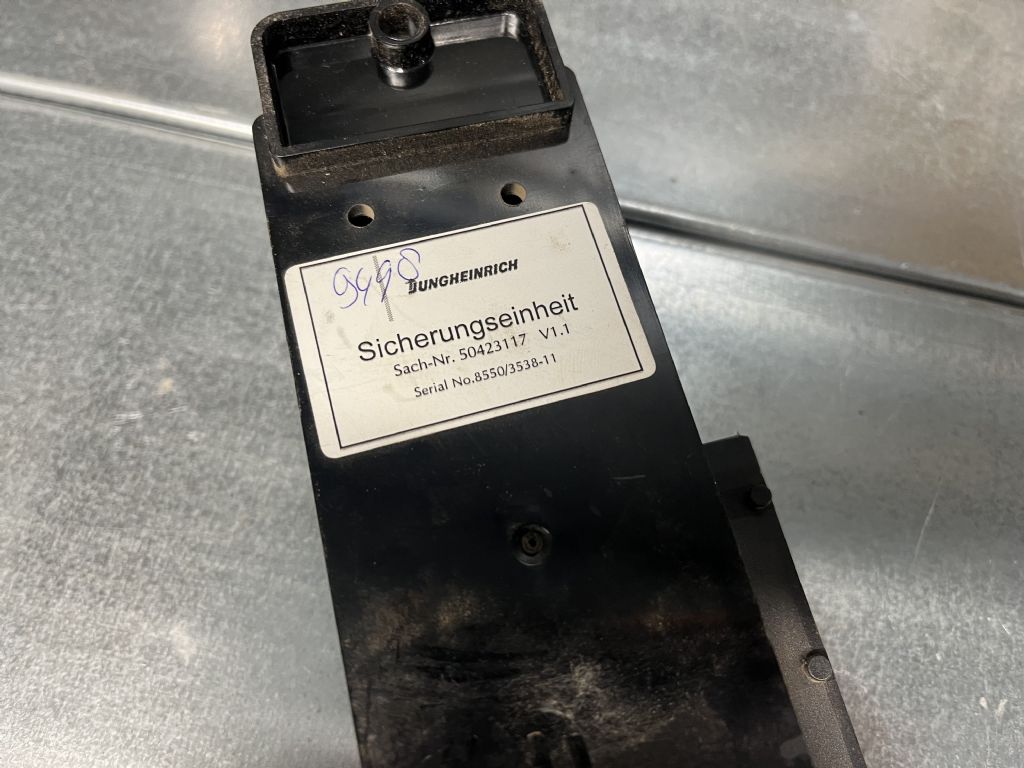 9498
JUNGHEINRICH
Sicherungseinheit
Sach-Nr. 50423117 V1.1
Serial No.8550/3538-11